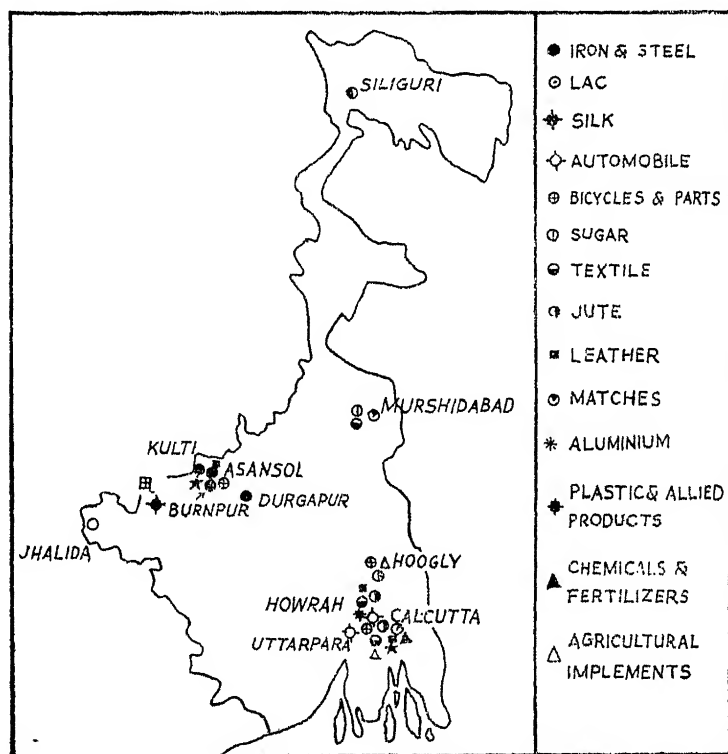 SILIGURI
MURSHIDABAD
KULTI
ASANSOL
BURNPUR
DURGAPUR
JHALIDA
HOOGLY
HOWRAH
CALCUTTA
UTTARPARA
IRON & STEEL
LAC
SILK
AUTOMOBILE
BICYCLES & PARTS
SUGAR
TEXTILE
JUTE
LEATHER
MATCHES
ALUMINIUM
PLASTIC & ALLIED
PRODUCTS
CHEMICALS &
FERTILIZERS
AGRICULTURAL
IMPLEMENTS